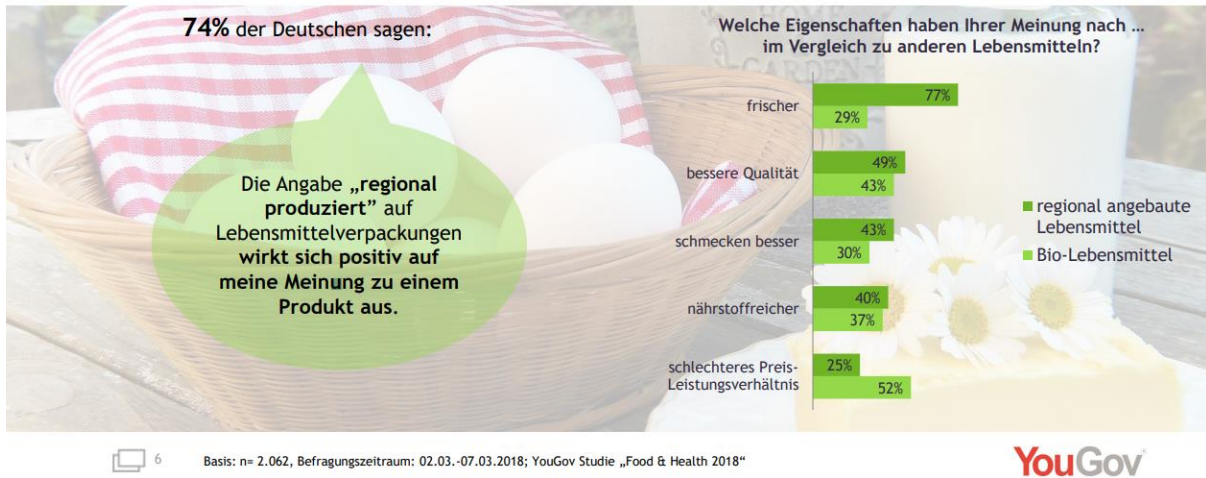 74% der Deutschen sagen:
Die Angabe „regional
produziert” auf
Lebensmittelverpackungen
wirkt sich positiv auf
meine Meinung zu einem
Produkt aus.
Welche Eigenschaften haben Ihrer Meinung nach …
im Vergleich zu anderen Lebensmitteln?
frischer
77%
29%
bessere Qualität
49%
43%
schmecken besser
43%
30%
nährstoffreicher
40%
37%
schlechteres Preis-
Leistungsverhältnis
25%
52%
regional angebaute
Lebensmittel
Bio-Lebensmittel
6
Basis: n= 2.062, Befragungszeitraum: 02.03.-07.03.2018; YouGov Studie „Food & Health 2018“
YouGov